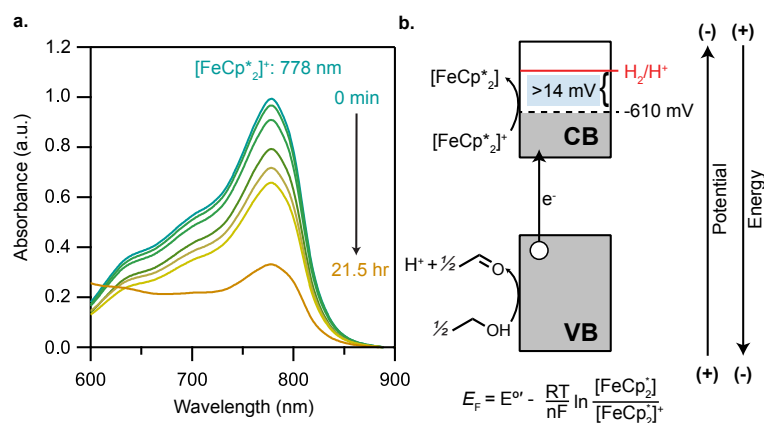 a.
1.2
1.0
0.8
0.6
0.4
0.2
0.0
600
700
800
900
Absorbance (a.u.)
Wavelength (nm)
[FeCp*₂]⁺: 778 nm
0 min
21.5 hr
b.
[FeCp*₂]
[FeCp*₂]⁺
>14 mV
{
H₂/H⁺
-610 mV
CB
e⁻
H⁺ + ½
O
½
OH
VB
(-)
(+)
Potential
Energy
(+)
(-)
E_F = E°' - RT/nF ln [FeCp*₂]/[FeCp*₂]⁺